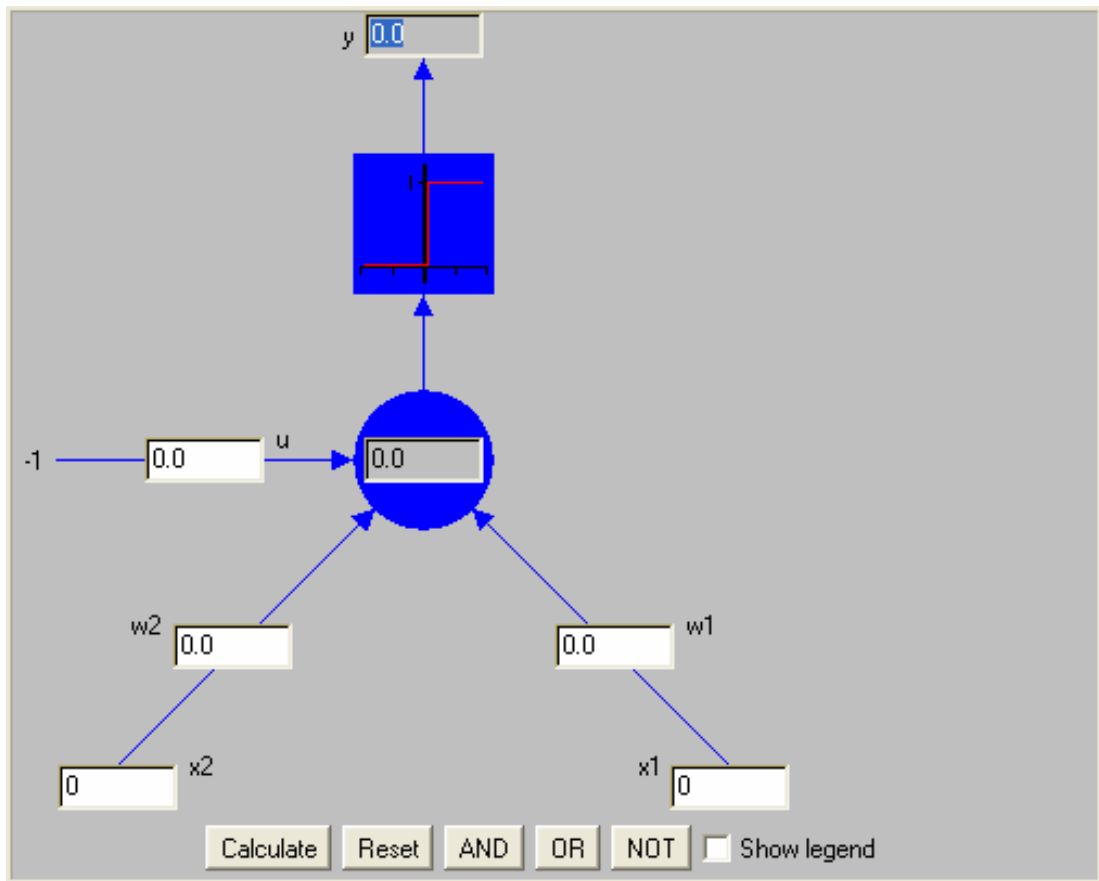 y 0.0
1
u
-1 0.0 0.0
w2 0.0 0.0 w1
0 x2 x1 0
Calculate Reset AND OR NOT Show legend